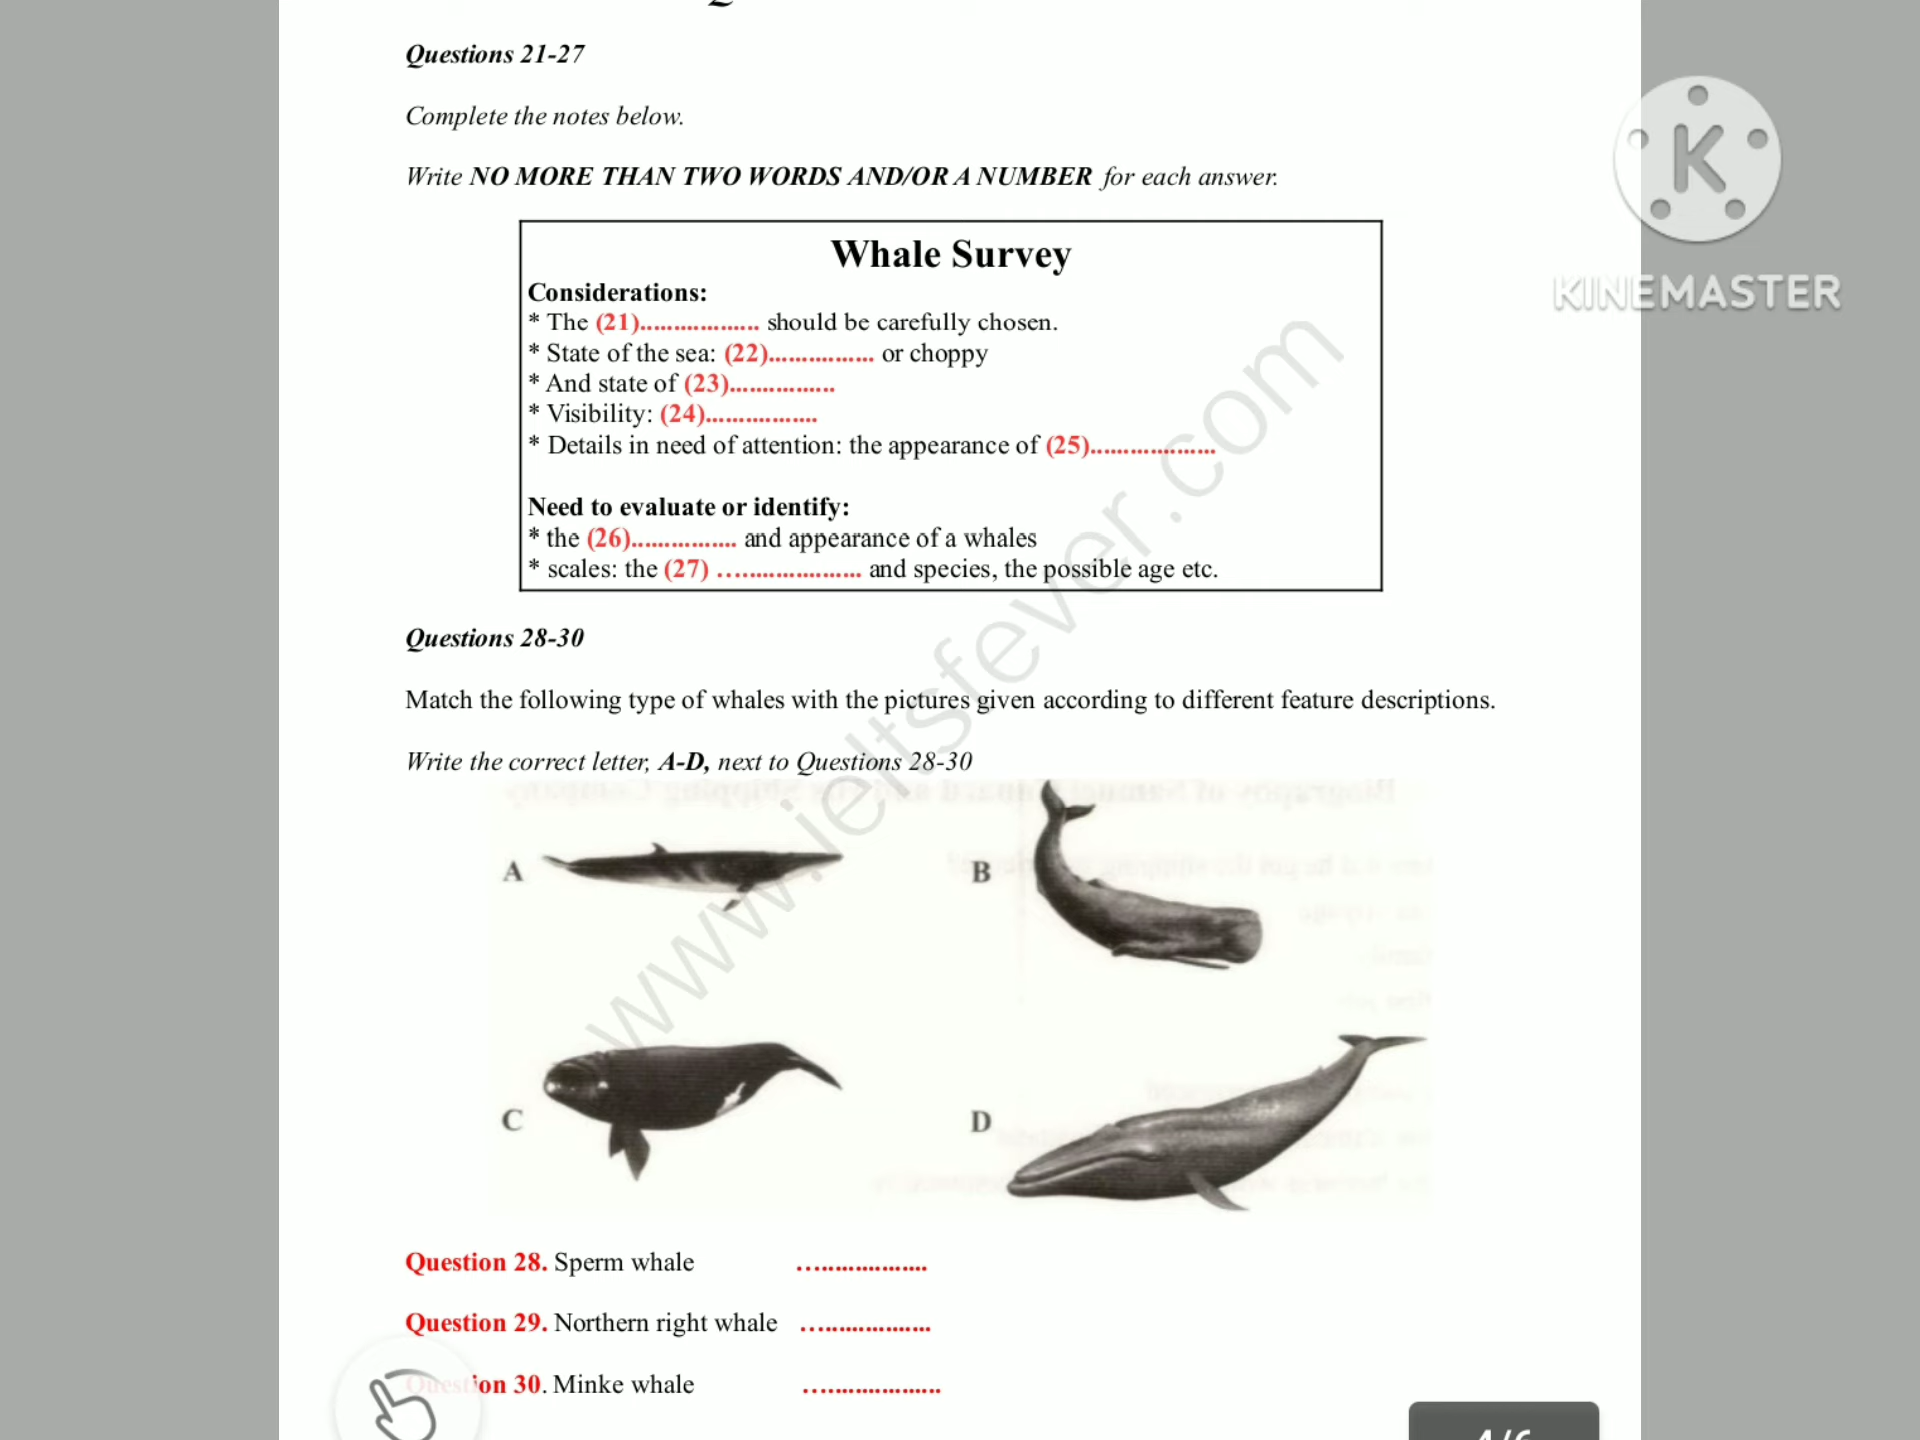 Questions 21-27
Complete the notes below.
Write NO MORE THAN TWO WORDS AND/OR A NUMBER for each answer.
Whale Survey
Considerations:
* The (21).................. should be carefully chosen.
* State of the sea: (22)................ or choppy
* And state of (23)................
* Visibility: (24).................
* Details in need of attention: the appearance of (25)...................
Need to evaluate or identify:
* the (26)................ and appearance of a whales
* scales: the (27) ..................... and species, the possible age etc.
Questions 28-30
Match the following type of whales with the pictures given according to different feature descriptions.
Write the correct letter, A-D, next to Questions 28-30
A
B
C
D
Question 28. Sperm whale ....................
Question 29. Northern right whale ....................
Question 30. Minke whale .....................
www.ieltsfever.com
K
KINEMASTER